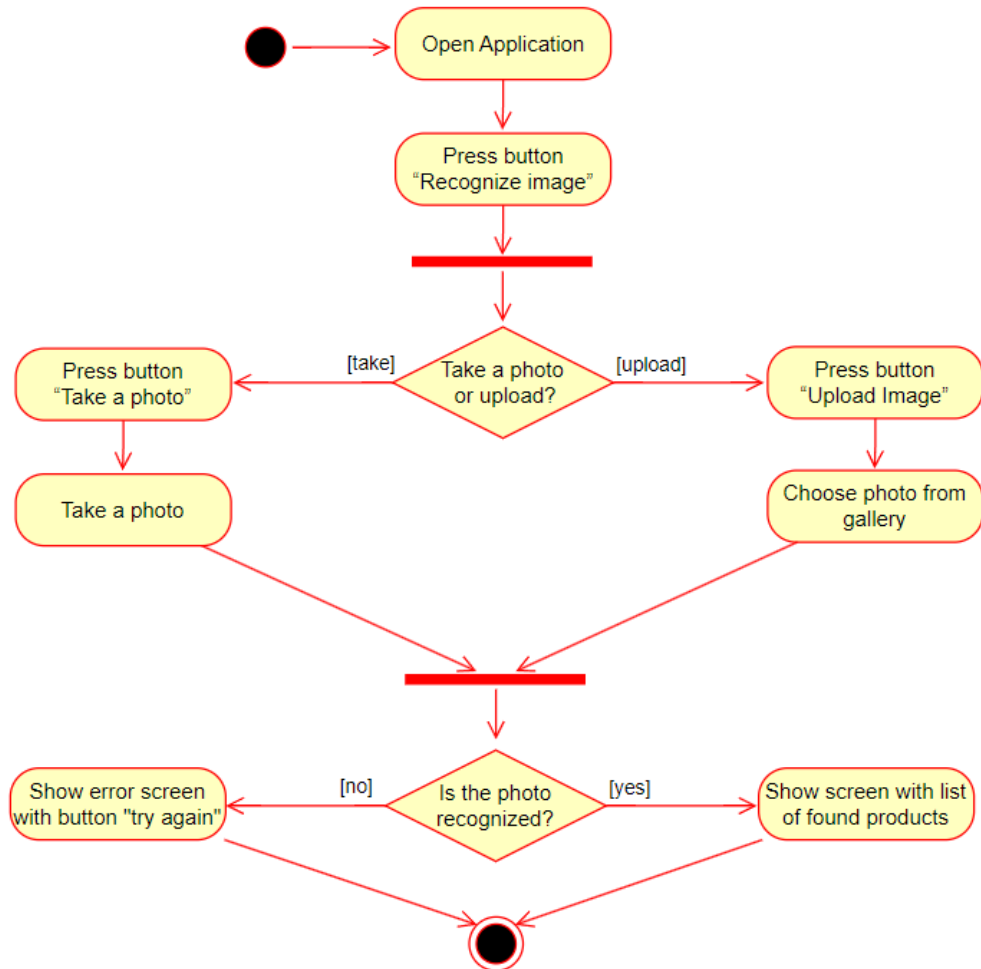 Open Application
Press button
“Recognize image”
[take]
Take a photo
or upload?
[upload]
Press button
“Take a photo”
Press button
“Upload Image”
Take a photo
Choose photo from
gallery
[no]
Is the photo
recognized?
[yes]
Show error screen
with button "try again"
Show screen with list
of found products